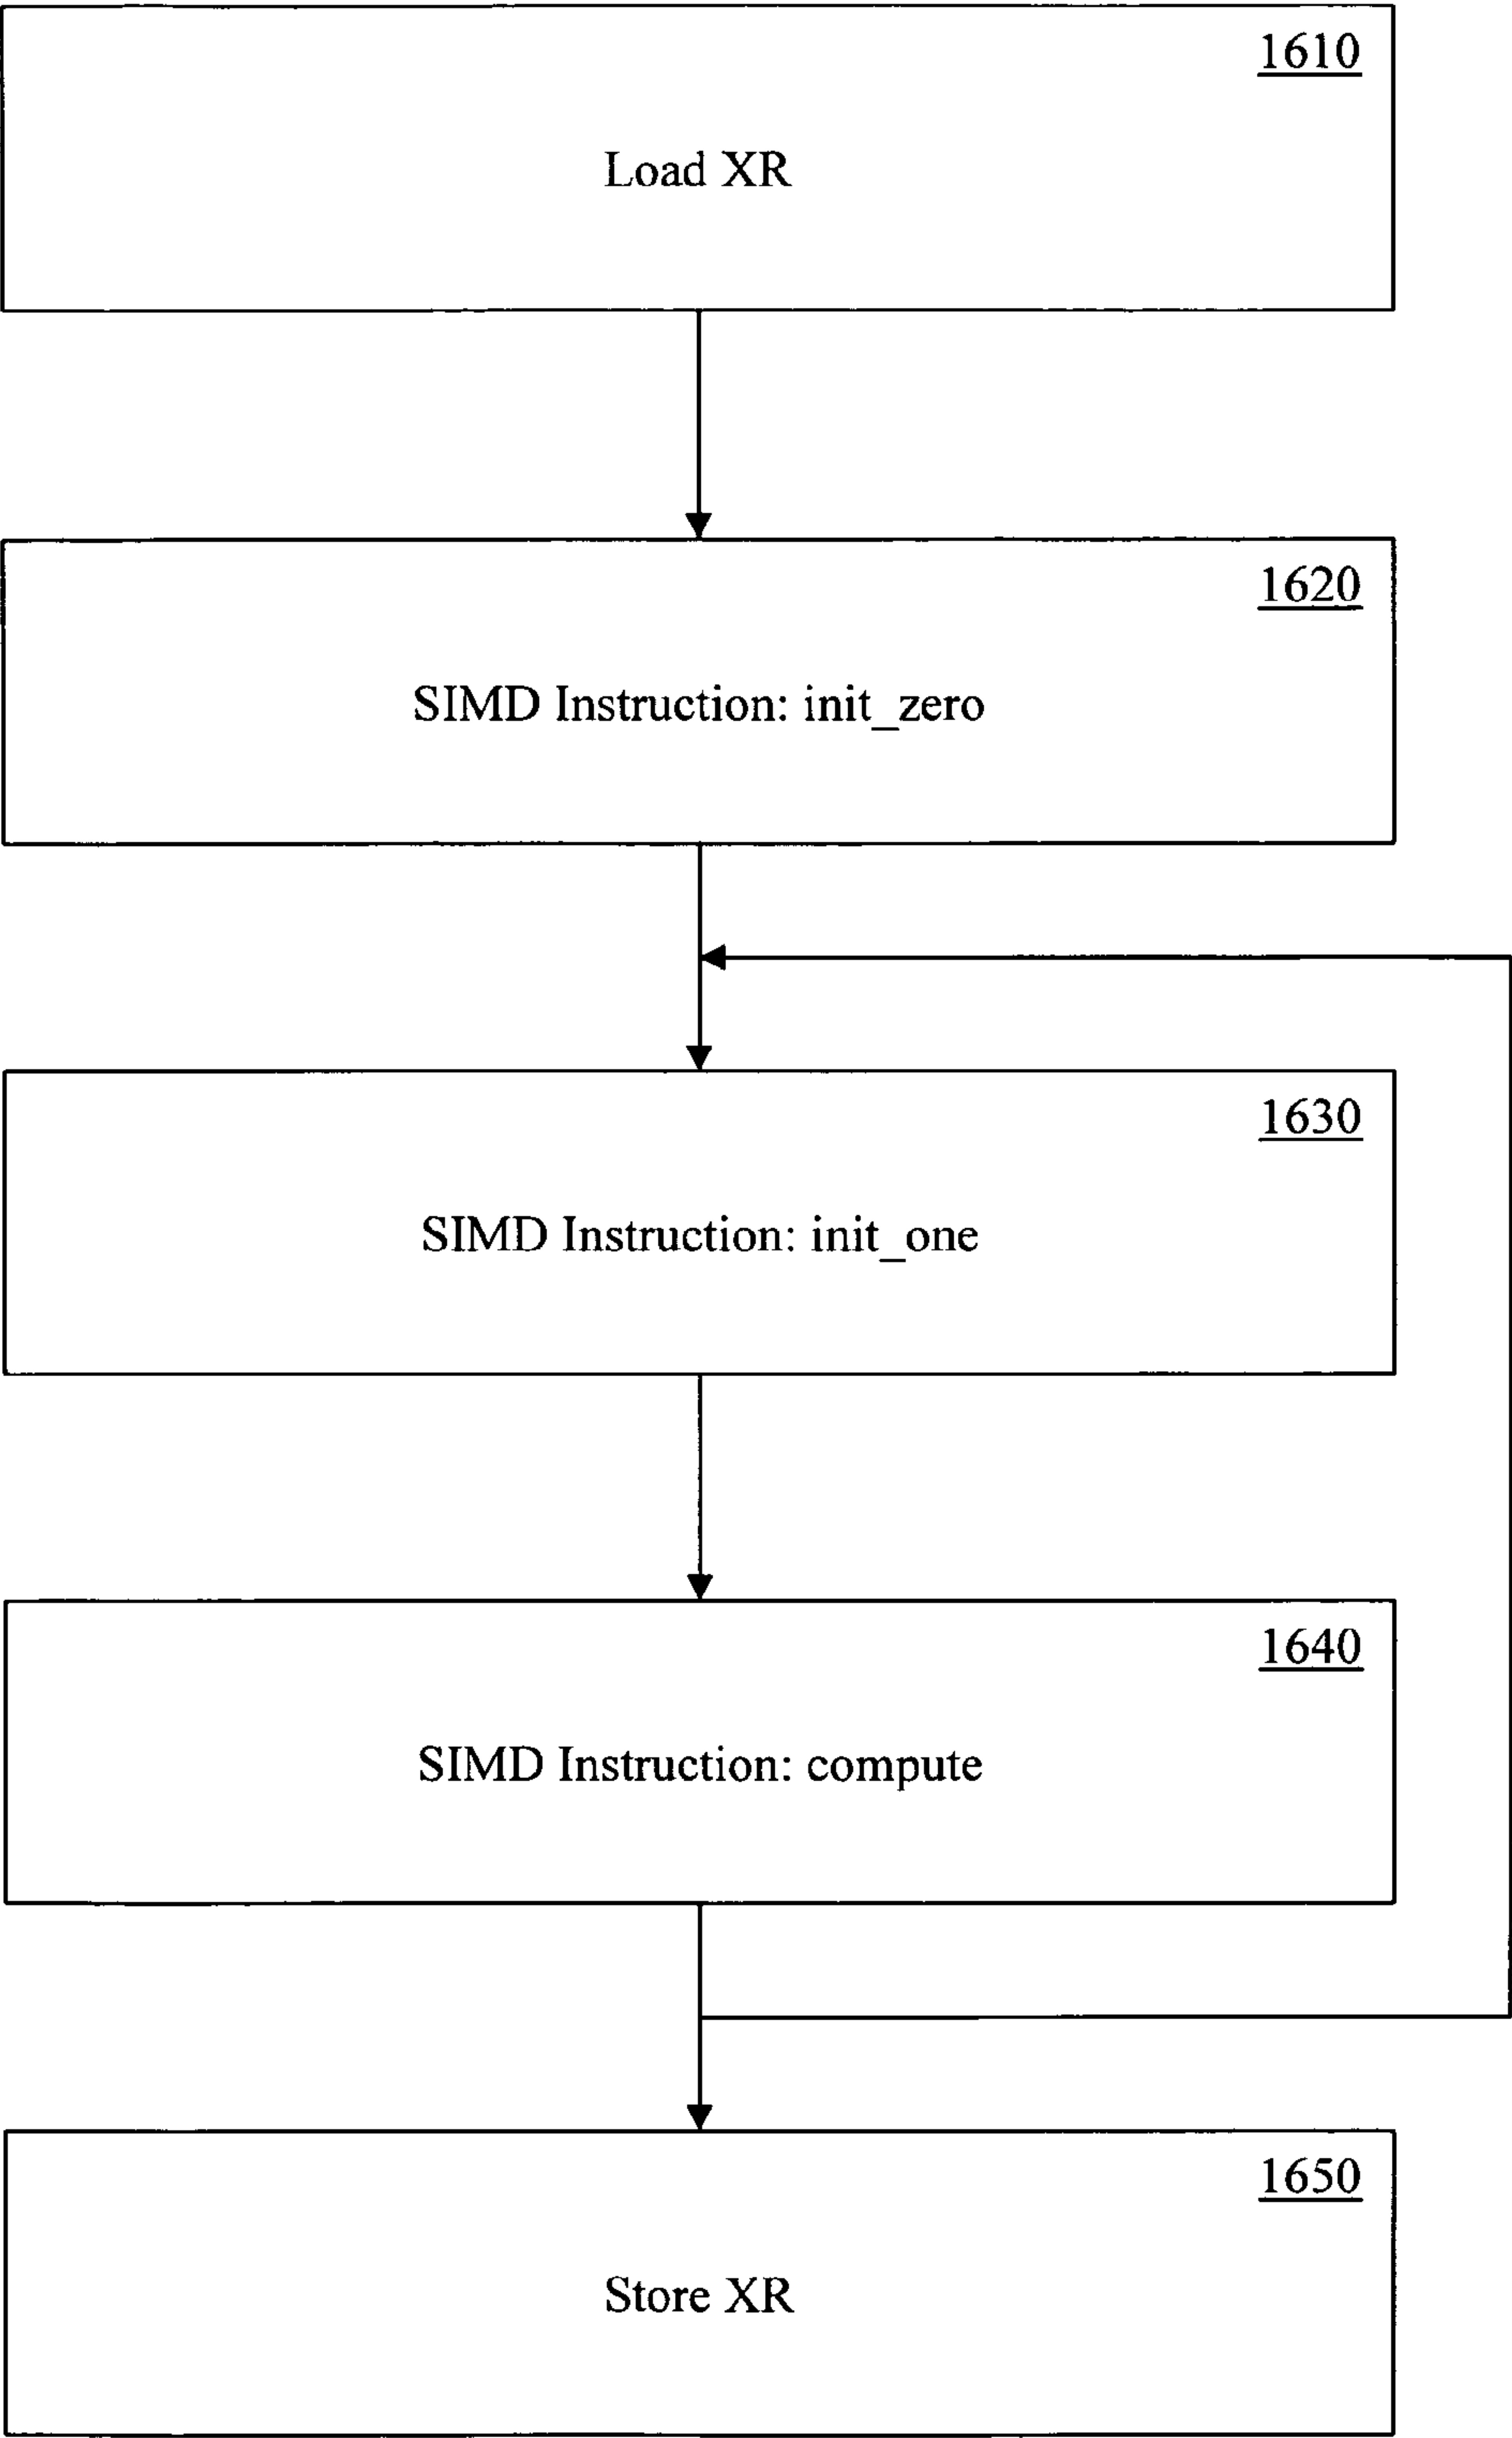 1610
Load XR
1620
SIMD Instruction: init_zero
1630
SIMD Instruction: init_one
1640
SIMD Instruction: compute
1650
Store XR